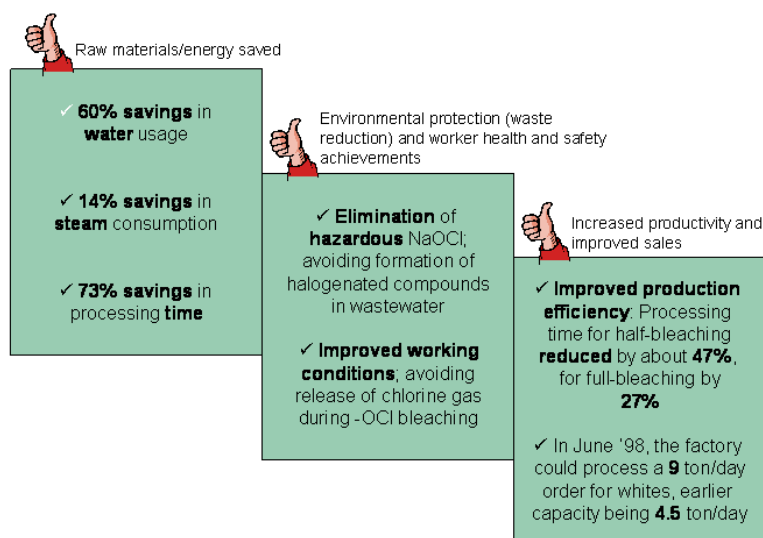 Raw materials/energy saved
✓ 60% savings in
water usage
✓ 14% savings in
steam consumption
✓ 73% savings in
processing time
Environmental protection (waste
reduction) and worker health and safety
achievements
✓ Elimination of
hazardous NaOCl;
avoiding formation of
halogenated compounds
in wastewater
✓ Improved working
conditions; avoiding
release of chlorine gas
during -OCl bleaching
Increased productivity and
improved sales
✓ Improved production
efficiency: Processing
time for half-bleaching
reduced by about 47%,
for full-bleaching by
27%
✓ In June ’98, the factory
could process a 9 ton/day
order for whites, earlier
capacity being 4.5 ton/day